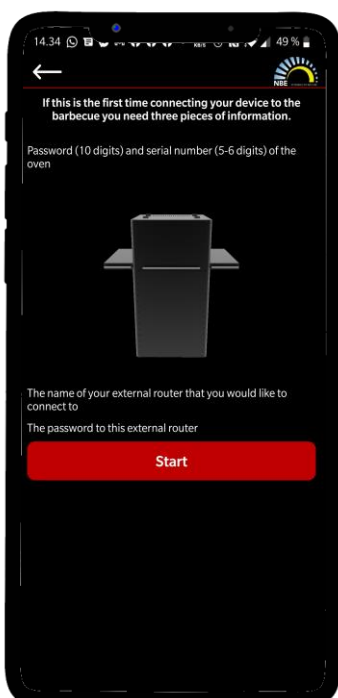 14.34
49 %
NBE
If this is the first time connecting your device to the
barbecue you need three pieces of information.
Password (10 digits) and serial number (5-6 digits) of the
oven
The name of your external router that you would like to
connect to
The password to this external router
Start